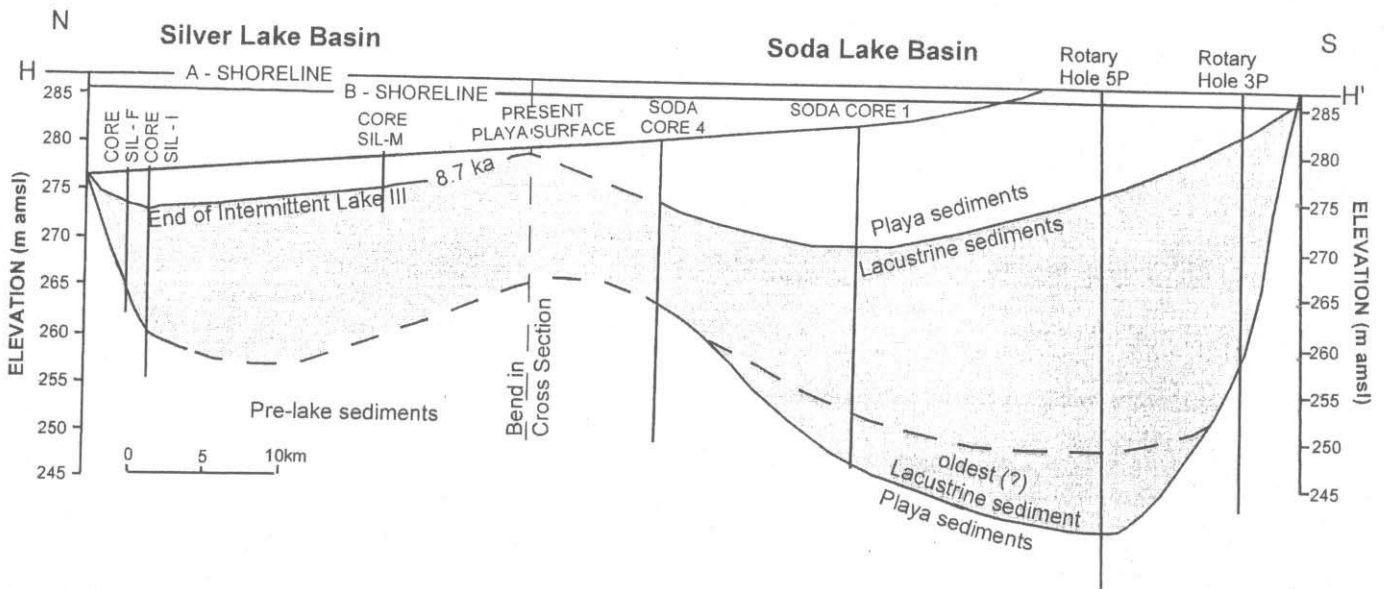 N
S
Silver Lake Basin
Soda Lake Basin
Rotary
Hole 5P
Rotary
Hole 3P
H
A - SHORELINE
H'
B - SHORELINE
CORE
SIL - F
CORE
SIL - I
CORE
SIL-M
PRESENT
PLAYA SURFACE
SODA
CORE 4
SODA CORE 1
8.7 ka
End of Intermittent Lake III
Playa sediments
Lacustrine sediments
Bend in
Cross Section
Pre-lake sediments
oldest (?)
Lacustrine sediment
Playa sediments
0 5 10km
ELEVATION (m amsl)
285
280
275
270
265
260
255
250
245
ELEVATION (m amsl)
285
280
275
270
265
260
255
250
245